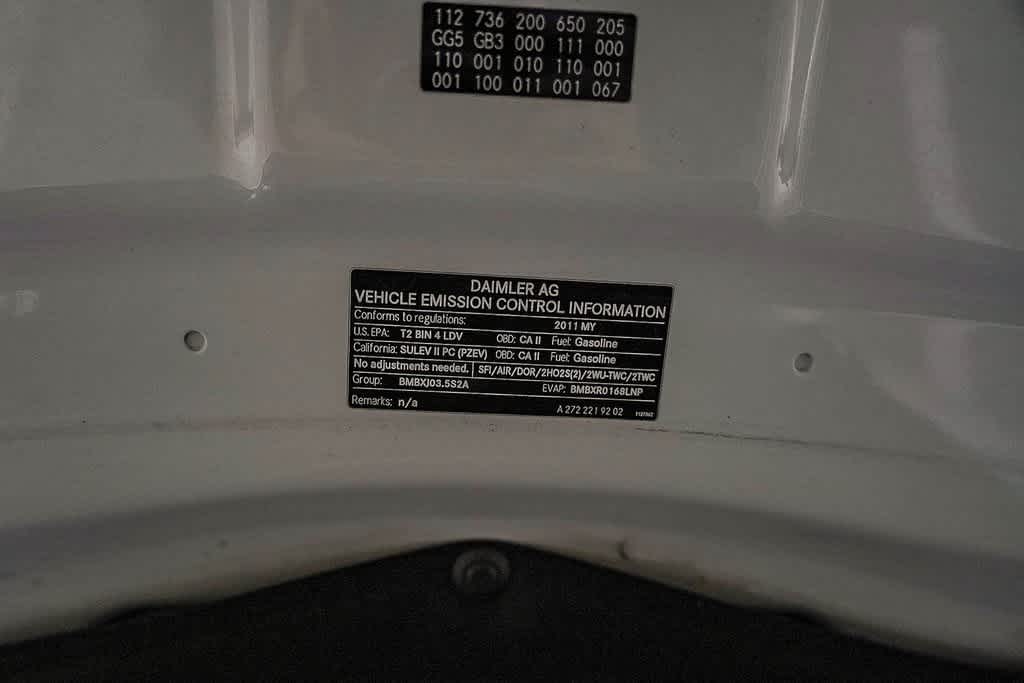 112 736 200 650 205
GG5 GB3 000 111 000
110 001 010 110 001
001 100 011 001 067
DAIMLER AG
VEHICLE EMISSION CONTROL INFORMATION
Conforms to regulations: 2011 MY
U.S. EPA: T2 BIN 4 LDV OBD: CA II Fuel: Gasoline
California: SULEV II PC (PZEV) OBD: CA II Fuel: Gasoline
No adjustments needed. SFI/AIR/DOR/2HO2S(2)/2WU-TWC/2TWC
Group: BMBXJ03.5S2A EVAP: BMBXR0168LNP
Remarks: n/a A 272 221 92 02